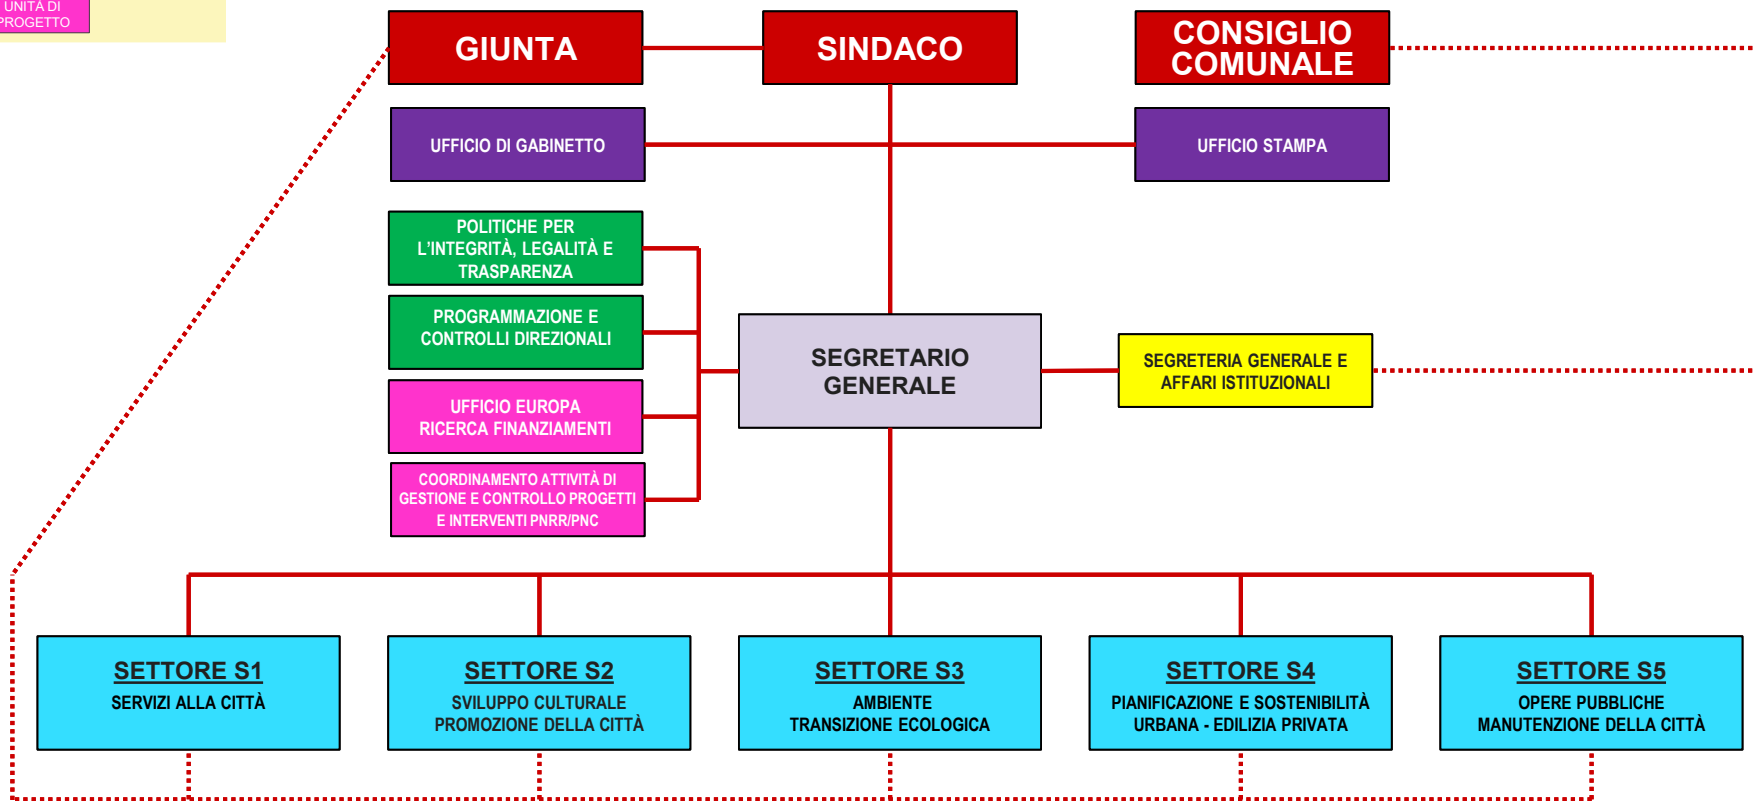 UNITÀ DI
PROGETTO
GIUNTA
SINDACO
CONSIGLIO
COMUNALE
UFFICIO DI GABINETTO
UFFICIO STAMPA
POLITICHE PER
L'INTEGRITÀ, LEGALITÀ E
TRASPARENZA
PROGRAMMAZIONE E
CONTROLLI DIREZIONALI
UFFICIO EUROPA
RICERCA FINANZIAMENTI
COORDINAMENTO ATTIVITÀ DI
GESTIONE E CONTROLLO PROGETTI
E INTERVENTI PNRR/PNC
SEGRETARIO
GENERALE
SEGRETERIA GENERALE E
AFFARI ISTITUZIONALI
SETTORE S1
SERVIZI ALLA CITTÀ
SETTORE S2
SVILUPPO CULTURALE
PROMOZIONE DELLA CITTÀ
SETTORE S3
AMBIENTE
TRANSIZIONE ECOLOGICA
SETTORE S4
PIANIFICAZIONE E SOSTENIBILITÀ
URBANA - EDILIZIA PRIVATA
SETTORE S5
OPERE PUBBLICHE
MANUTENZIONE DELLA CITTÀ